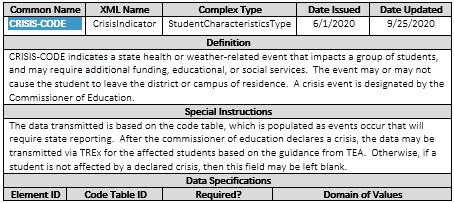 Common Name XML Name Complex Type Date Issued Date Updated
CRISIS-CODE CrisisIndicator StudentCharacteristicsType 6/1/2020 9/25/2020
Definition
CRISIS-CODE indicates a state health or weather-related event that impacts a group of students,
and may require additional funding, educational, or social services. The event may or may not
cause the student to leave the district or campus of residence. A crisis event is designated by the
Commissioner of Education.
Special Instructions
The data transmitted is based on the code table, which is populated as events occur that will
require state reporting. After the commissioner of education declares a crisis, the data may be
transmitted via TREx for the affected students based on the guidance from TEA. Otherwise, if a
student is not affected by a declared crisis, then this field may be left blank.
Data Specifications
Element ID Code Table ID Required? Domain of Values